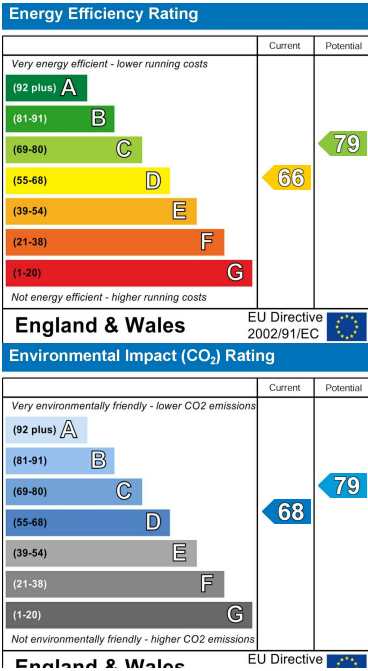 Energy Efficiency Rating
Current Potential
Very energy efficient - lower running costs
(92 plus) A
(81-91) B
(69-80) C
79
(55-68) D
66
(39-54) E
(21-38) F
(1-20) G
Not energy efficient - higher running costs
England & Wales
EU Directive
2002/91/EC
Environmental Impact (CO₂) Rating
Current Potential
Very environmentally friendly - lower CO2 emissions
(92 plus) A
(81-91) B
(69-80) C
79
(55-68) D
68
(39-54) E
(21-38) F
(1-20) G
Not environmentally friendly - higher CO2 emissions
England & Wales
EU Directive